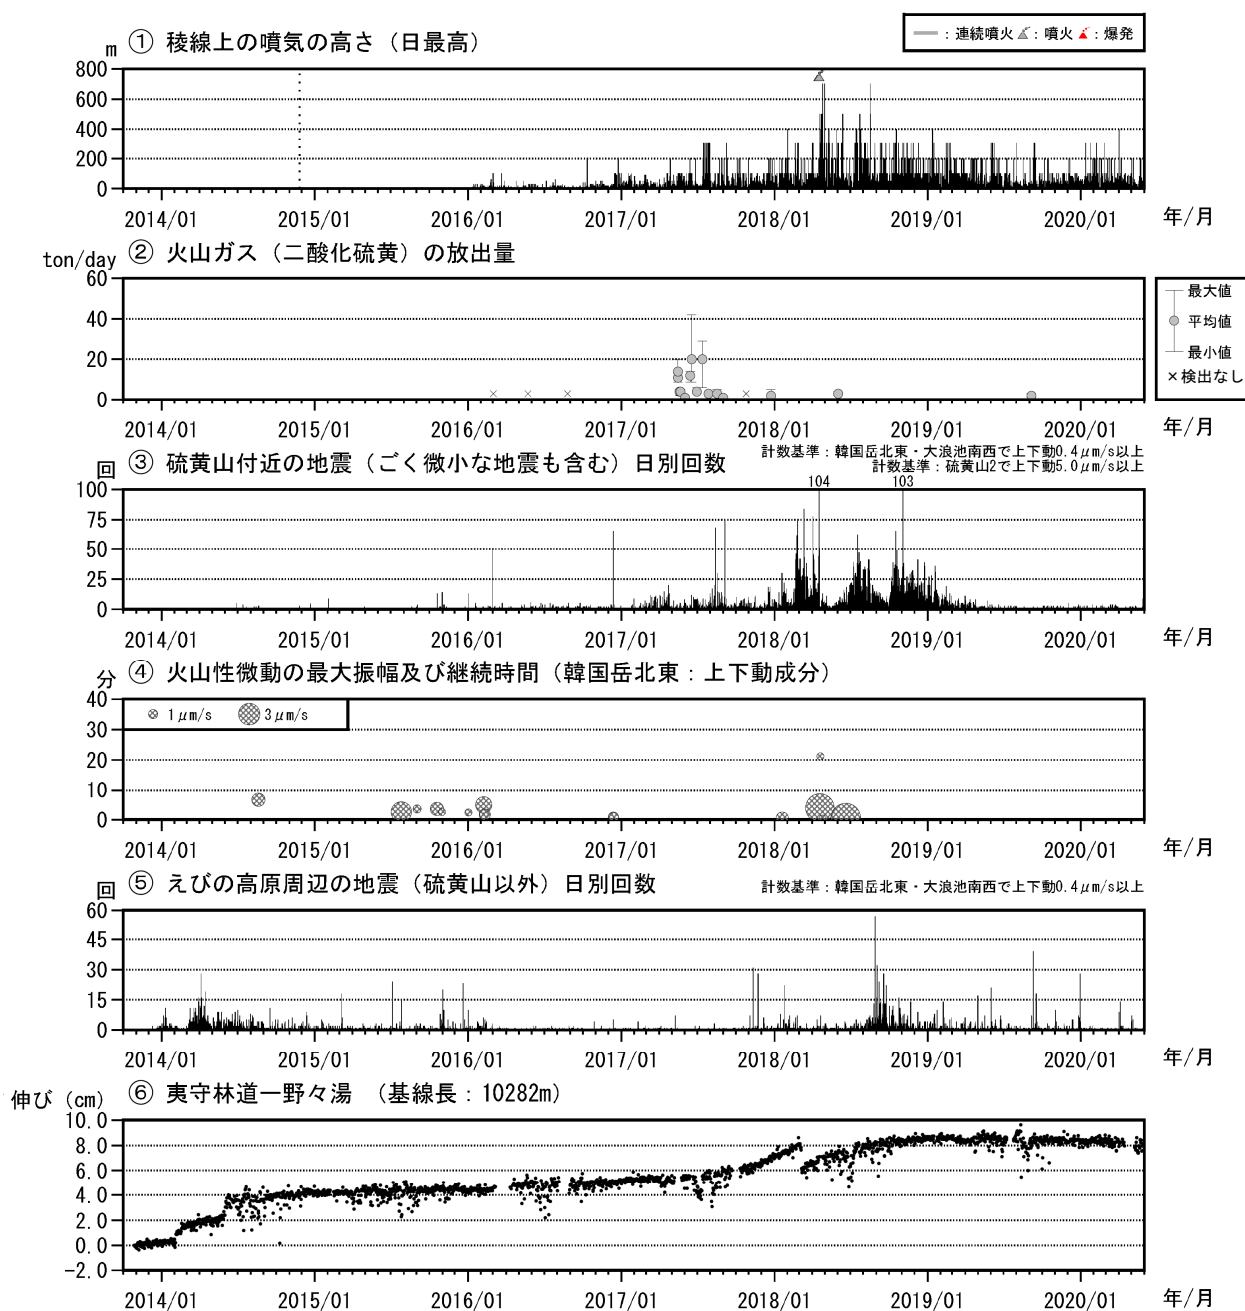 ① 稜線上の噴気の高さ（日最高）
：連続噴火 ：噴火 ：爆発
m
800
600
400
200
0
2014/01 2015/01 2016/01 2017/01 2018/01 2019/01 2020/01 年/月
② 火山ガス（二酸化硫黄）の放出量
ton/day
60
40
20
0
最大値
平均値
最小値
×検出なし
2014/01 2015/01 2016/01 2017/01 2018/01 2019/01 2020/01 年/月
③ 硫黄山付近の地震（ごく微小な地震も含む）日別回数
計数基準：韓国岳北東・大浪池南西で上下動0.4μm/s以上
計数基準：硫黄山2で上下動5.0μm/s以上
回
104 103
100
75
50
25
0
2014/01 2015/01 2016/01 2017/01 2018/01 2019/01 2020/01 年/月
④ 火山性微動の最大振幅及び継続時間（韓国岳北東：上下動成分）
分
1μm/s 3μm/s
40
30
20
10
0
2014/01 2015/01 2016/01 2017/01 2018/01 2019/01 2020/01 年/月
⑤ えびの高原周辺の地震（硫黄山以外）日別回数
計数基準：韓国岳北東・大浪池南西で上下動0.4μm/s以上
回
60
45
30
15
0
2014/01 2015/01 2016/01 2017/01 2018/01 2019/01 2020/01 年/月
⑥ 夷守林道－野々湯 （基線長：10282m）
伸び（cm）
10.0
8.0
6.0
4.0
2.0
0.0
-2.0
2014/01 2015/01 2016/01 2017/01 2018/01 2019/01 2020/01 年/月